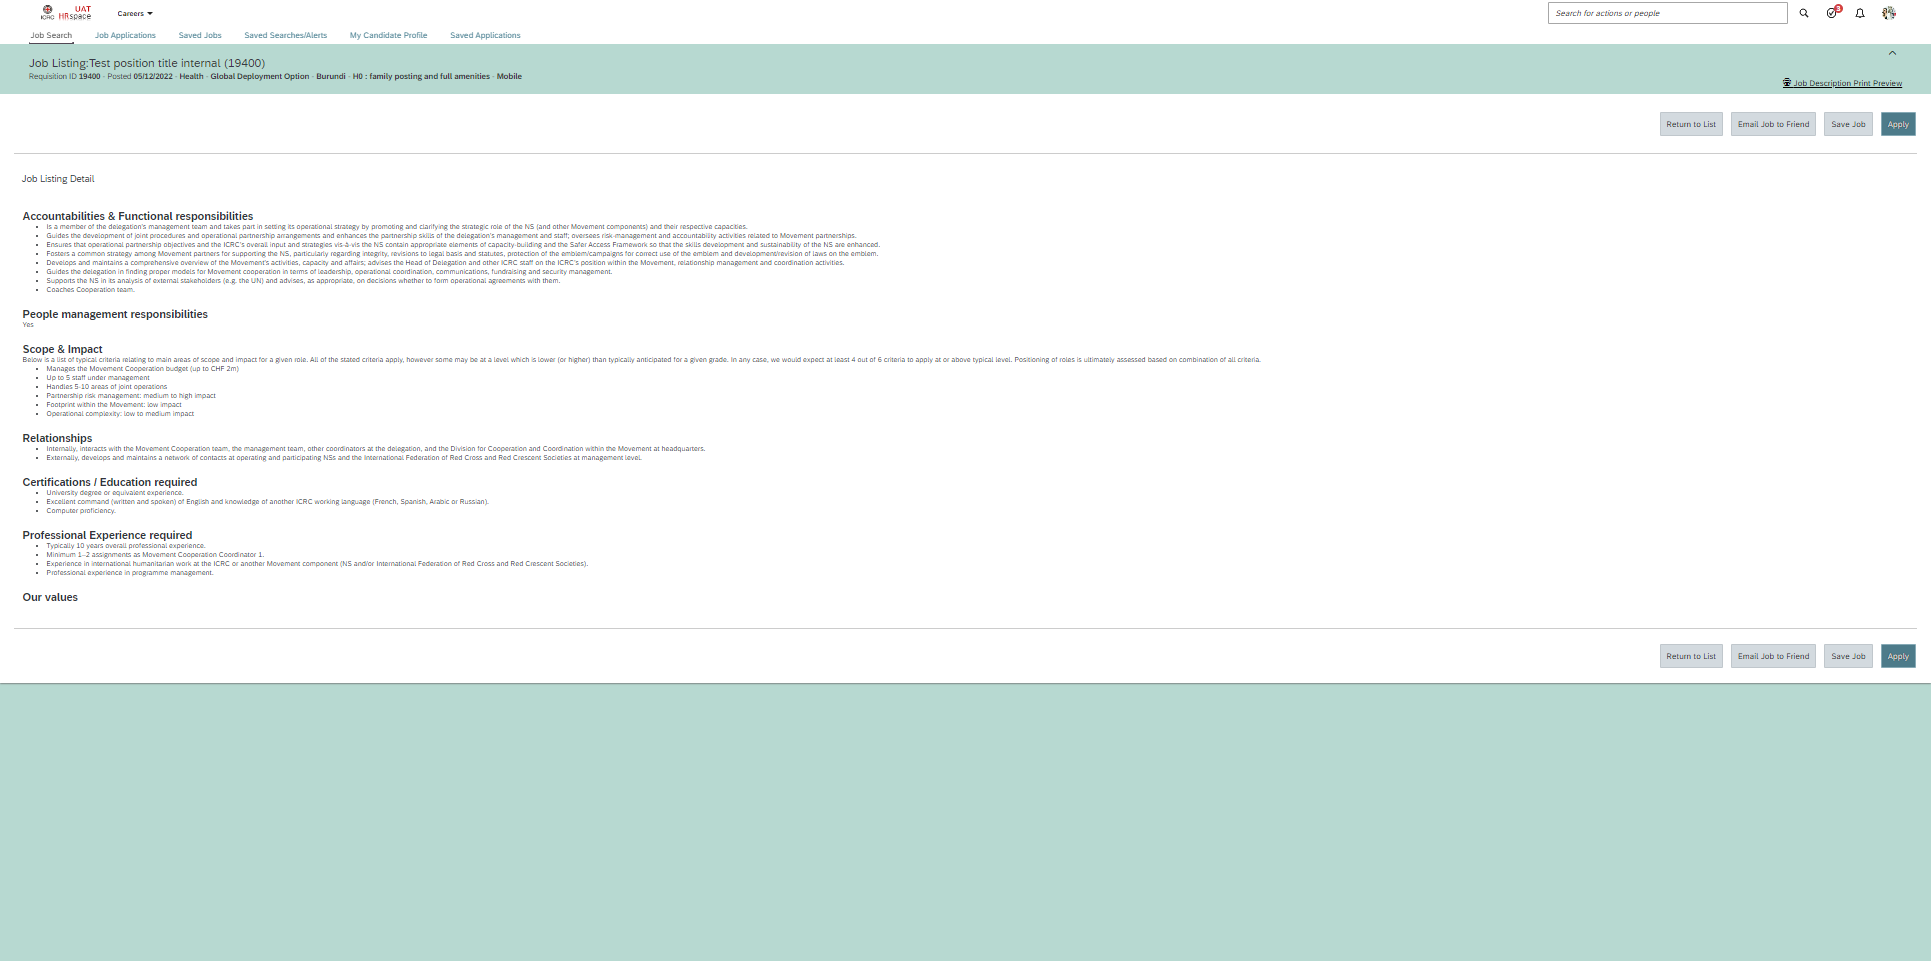 ICRC UAT HRspace Careers Search for actions or people 3
Job Search Job Applications Saved Jobs Saved Searches/Alerts My Candidate Profile Saved Applications
Job Listing:Test position title internal (19400)
Requisition ID 19400 - Posted 05/12/2022 - Health - Global Deployment Option - Burundi - H0 : family posting and full amenities - Mobile
Job Description Print Preview
Return to List Email Job to Friend Save Job Apply
Job Listing Detail
Accountabilities & Functional responsibilities
• Is a member of the delegation's management team and takes part in setting its operational strategy by promoting and clarifying the strategic role of the NS (and other Movement components) and their respective capacities.
• Guides the development of joint procedures and operational partnership arrangements and enhances the partnership skills of the delegation's management and staff; oversees risk-management and accountability activities related to Movement partnerships.
• Ensures that operational partnership objectives and the ICRC's overall input and strategies vis-à-vis the NS contain appropriate elements of capacity-building and the Safer Access Framework so that the skills development and sustainability of the NS are enhanced.
• Fosters a common strategy among Movement partners for supporting the NS, particularly regarding integrity, revisions to legal basis and statutes, protection of the emblem/campaigns for correct use of the emblem and development/revision of laws on the emblem.
• Develops and maintains a comprehensive overview of the Movement's activities, capacity and affairs; advises the Head of Delegation and other ICRC staff on the ICRC's position within the Movement, relationship management and coordination activities.
• Guides the delegation in finding proper models for Movement cooperation in terms of leadership, operational coordination, communications, fundraising and security management.
• Supports the NS in its analysis of external stakeholders (e.g. the UN) and advises, as appropriate, on decisions whether to form operational agreements with them.
• Coaches Cooperation team.
People management responsibilities
Yes
Scope & Impact
Below is a list of typical criteria relating to main areas of scope and impact for a given role. All of the stated criteria apply, however some may be at a level which is lower (or higher) than typically anticipated for a given grade. In any case, we would expect at least 4 out of 6 criteria to apply at or above typical level. Positioning of roles is ultimately assessed based on combination of all criteria.
• Manages the Movement Cooperation budget (up to CHF 2m)
• Up to 5 staff under management
• Handles 5-10 areas of joint operations
• Partnership risk management: medium to high impact
• Footprint within the Movement: low impact
• Operational complexity: low to medium impact
Relationships
• Internally, interacts with the Movement Cooperation team, the management team, other coordinators at the delegation, and the Division for Cooperation and Coordination within the Movement at headquarters.
• Externally, develops and maintains a network of contacts at operating and participating NSs and the International Federation of Red Cross and Red Crescent Societies at management level.
Certifications / Education required
• University degree or equivalent experience.
• Excellent command (written and spoken) of English and knowledge of another ICRC working language (French, Spanish, Arabic or Russian).
• Computer proficiency.
Professional Experience required
• Typically 10 years overall professional experience.
• Minimum 1–2 assignments as Movement Cooperation Coordinator 1.
• Experience in international humanitarian work at the ICRC or another Movement component (NS and/or International Federation of Red Cross and Red Crescent Societies).
• Professional experience in programme management.
Our values
Return to List Email Job to Friend Save Job Apply